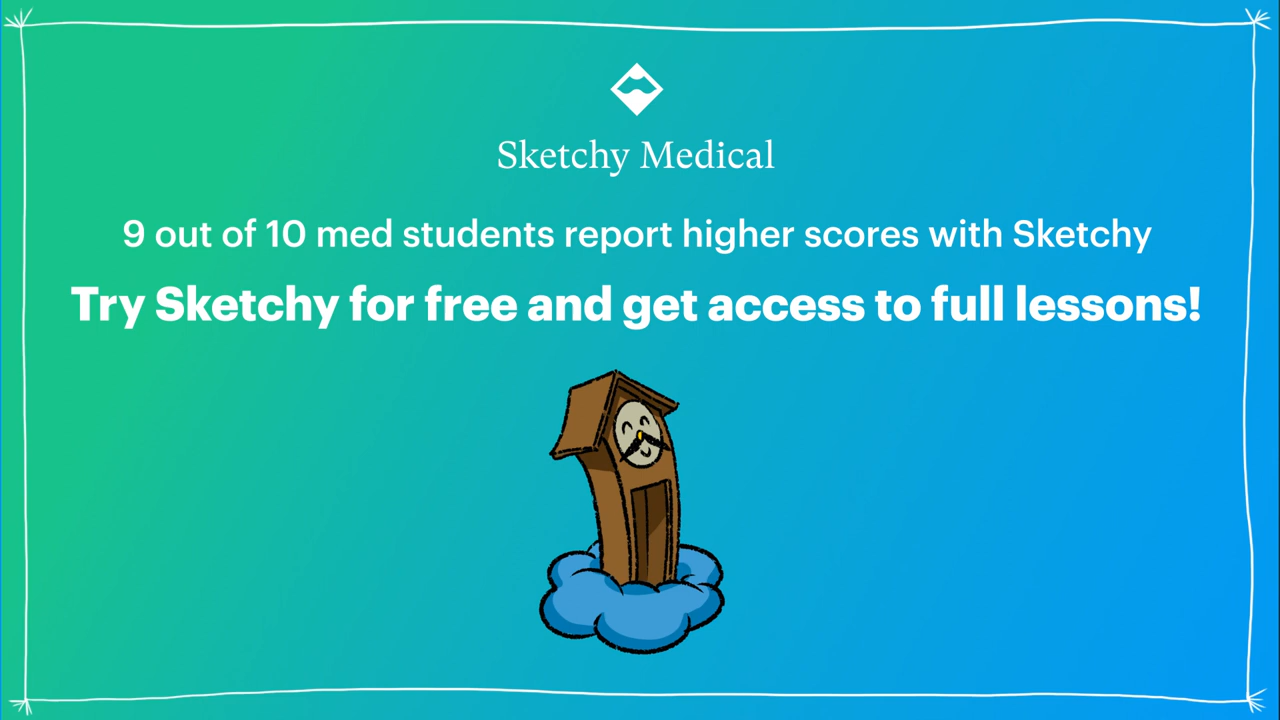 Sketchy Medical
9 out of 10 med students report higher scores with Sketchy
Try Sketchy for free and get access to full lessons!